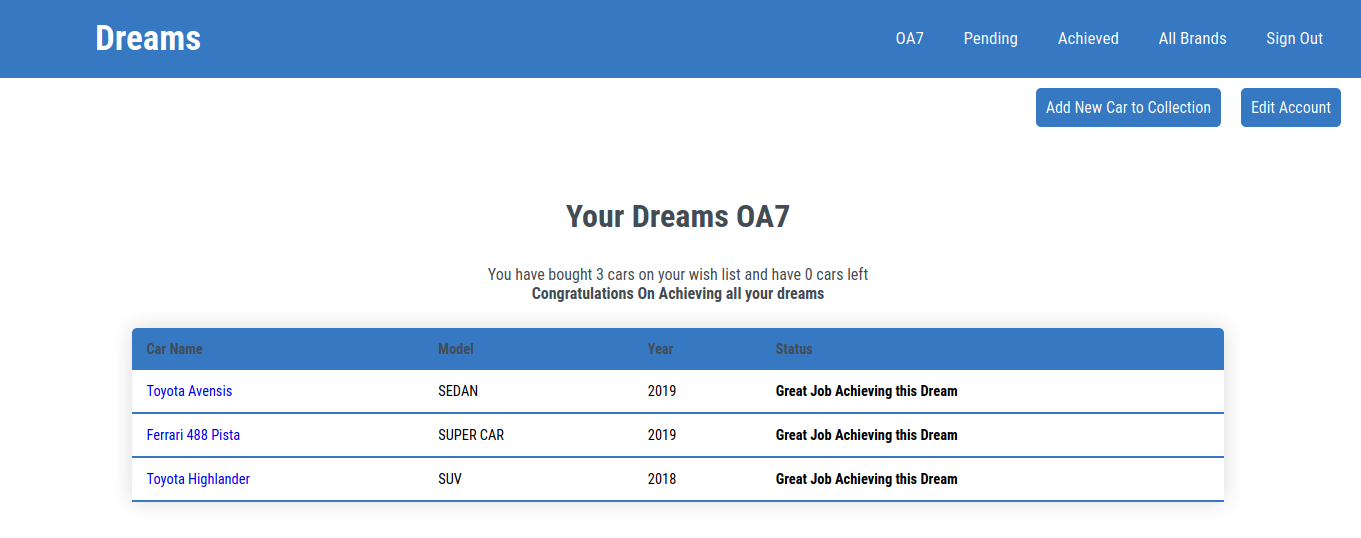 Dreams OA7 Pending Achieved All Brands Sign Out
Add New Car to Collection Edit Account
Your Dreams OA7
You have bought 3 cars on your wish list and have 0 cars left
Congratulations On Achieving all your dreams
Car Name Model Year Status
Toyota Avensis SEDAN 2019 Great Job Achieving this Dream
Ferrari 488 Pista SUPER CAR 2019 Great Job Achieving this Dream
Toyota Highlander SUV 2018 Great Job Achieving this Dream